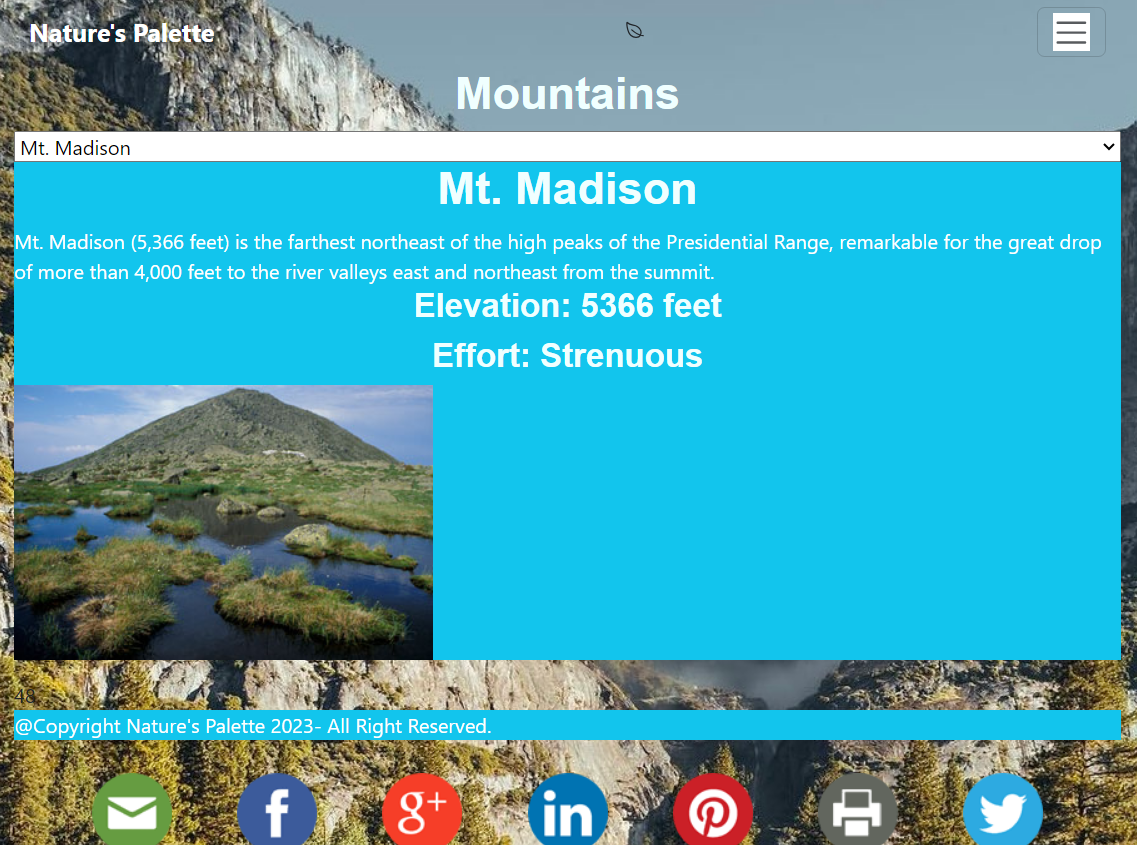 Nature's Palette
Mountains
Mt. Madison
Mt. Madison
Mt. Madison (5,366 feet) is the farthest northeast of the high peaks of the Presidential Range, remarkable for the great drop
of more than 4,000 feet to the river valleys east and northeast from the summit.
Elevation: 5366 feet
Effort: Strenuous
48
@Copyright Nature's Palette 2023- All Right Reserved.
f
g+
in